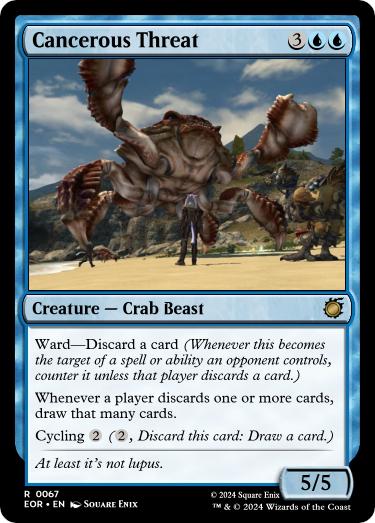 Cancerous Threat 3
Creature — Crab Beast
Ward—Discard a card (Whenever this becomes
the target of a spell or ability an opponent controls,
counter it unless that player discards a card.)
Whenever a player discards one or more cards,
draw that many cards.
Cycling 2 (2, Discard this card: Draw a card.)
At least it's not lupus.
5/5
R 0067
EOR • EN SQUARE ENIX
© 2024 Square Enix
™ & © 2024 Wizards of the Coast